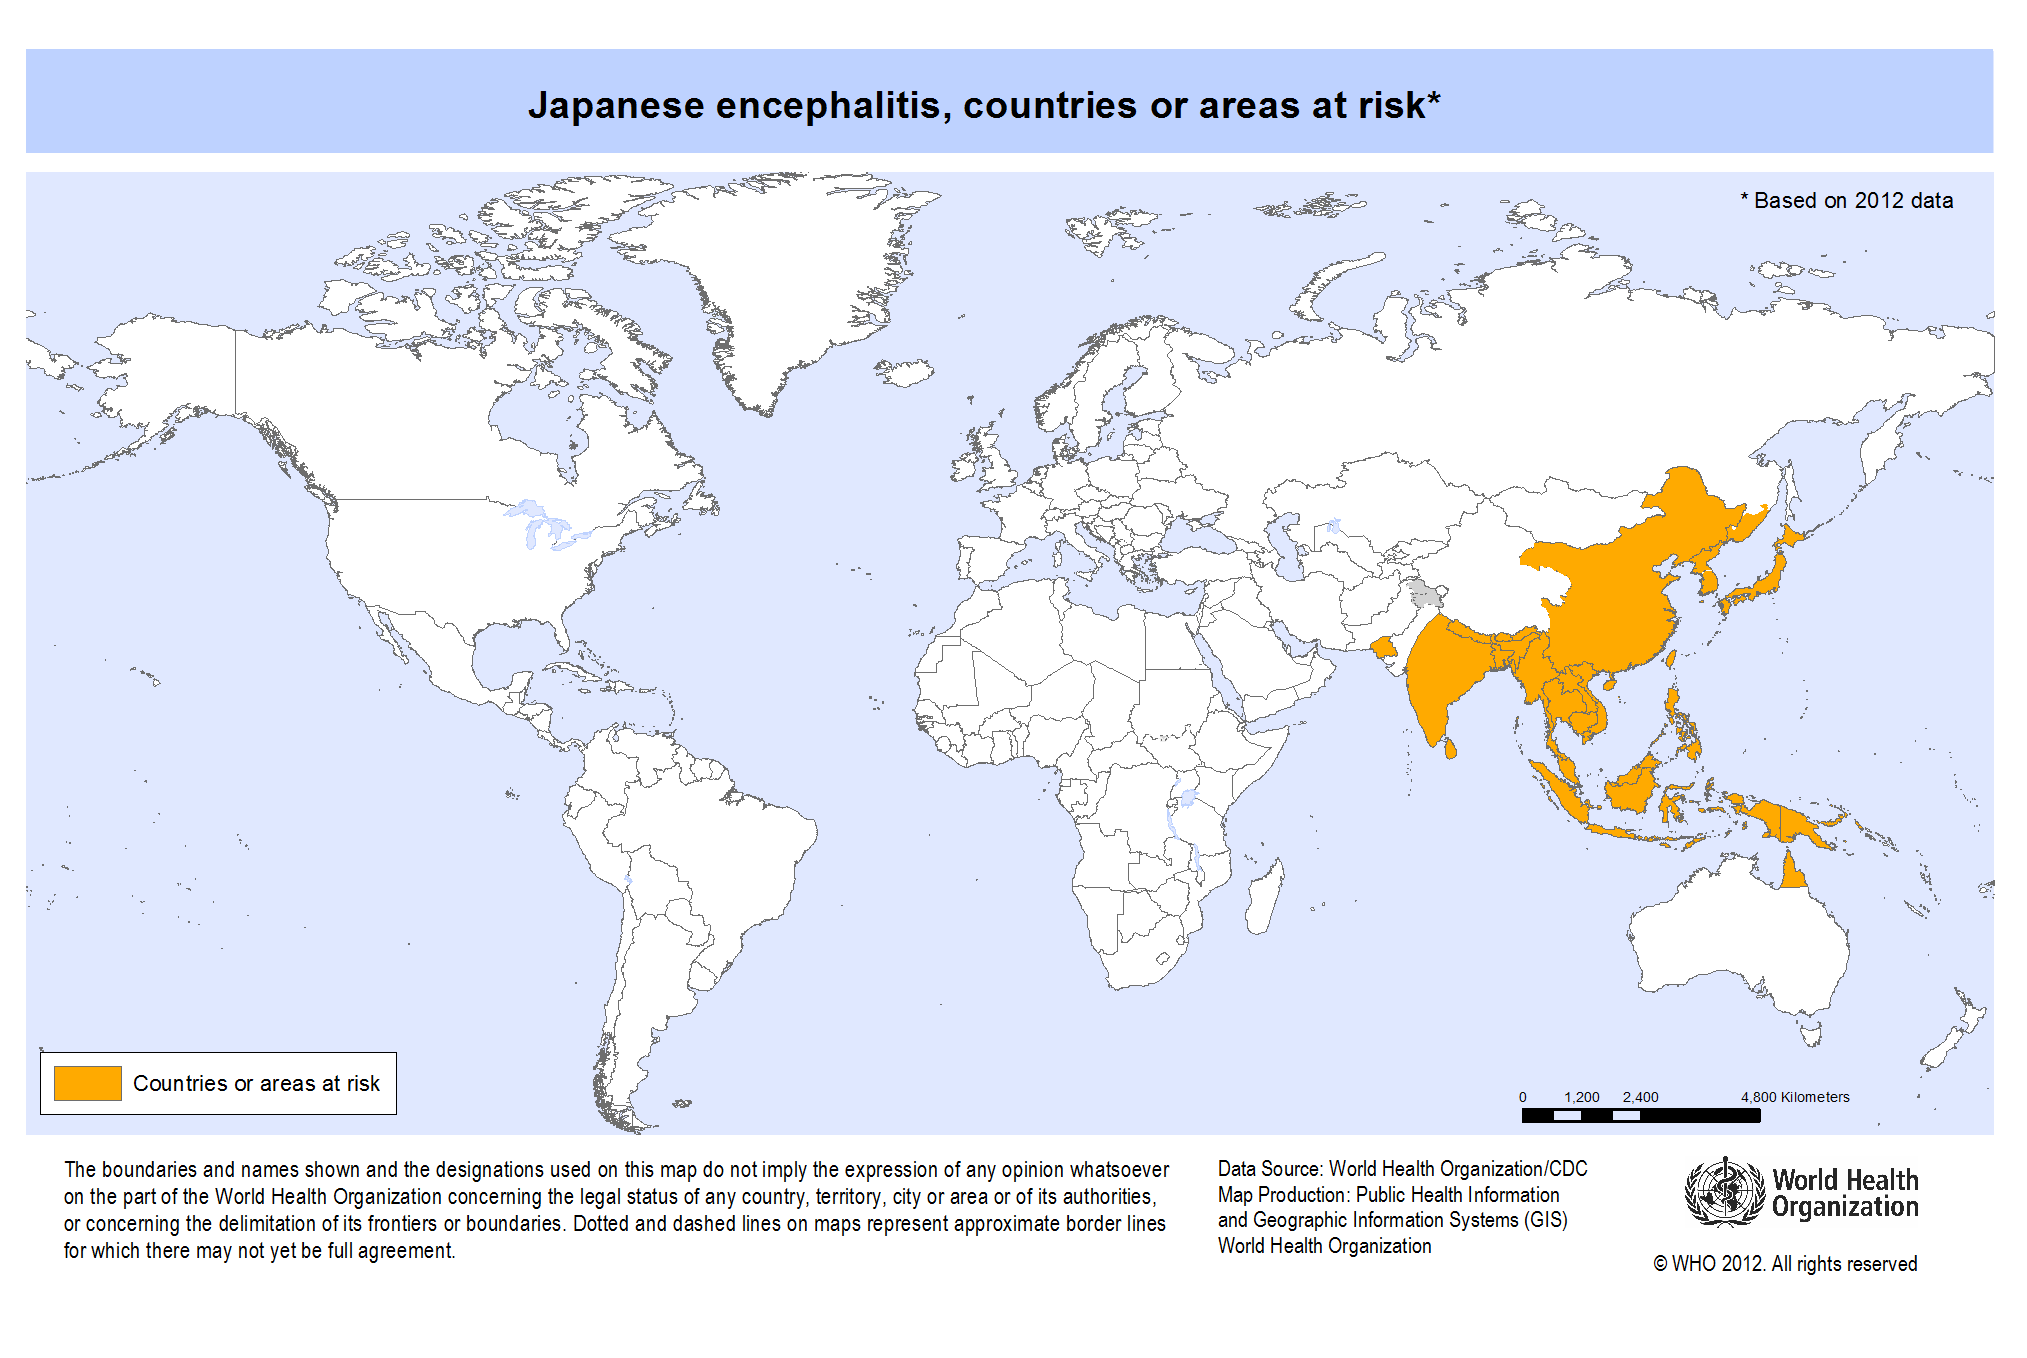 Japanese encephalitis, countries or areas at risk*
* Based on 2012 data
Countries or areas at risk
0 1,200 2,400 4,800 Kilometers
The boundaries and names shown and the designations used on this map do not imply the expression of any opinion whatsoever
on the part of the World Health Organization concerning the legal status of any country, territory, city or area or of its authorities,
or concerning the delimitation of its frontiers or boundaries. Dotted and dashed lines on maps represent approximate border lines
for which there may not yet be full agreement.
Data Source: World Health Organization/CDC
Map Production: Public Health Information
and Geographic Information Systems (GIS)
World Health Organization
World Health
Organization
© WHO 2012. All rights reserved